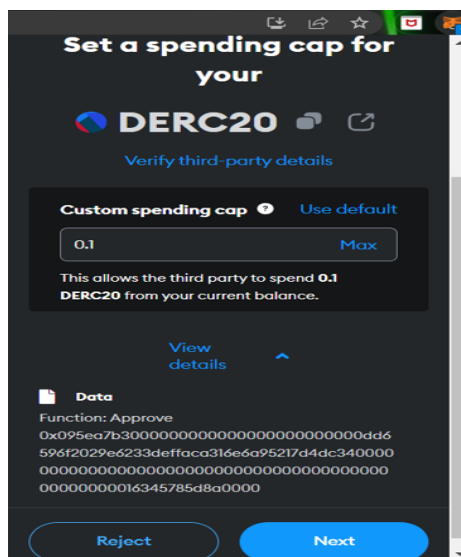 Set a spending cap for
your
DERC20
Verify third-party details
Custom spending cap ? Use default
0.1 Max
This allows the third party to spend 0.1
DERC20 from your current balance.
View
details
Data
Function: Approve
0x095ea7b3000000000000000000000000dd6
596f2029e6233deffaca316e6a95217d4dc340000
0000000000000000000000000000000000000
00000000016345785d8a0000
Reject Next